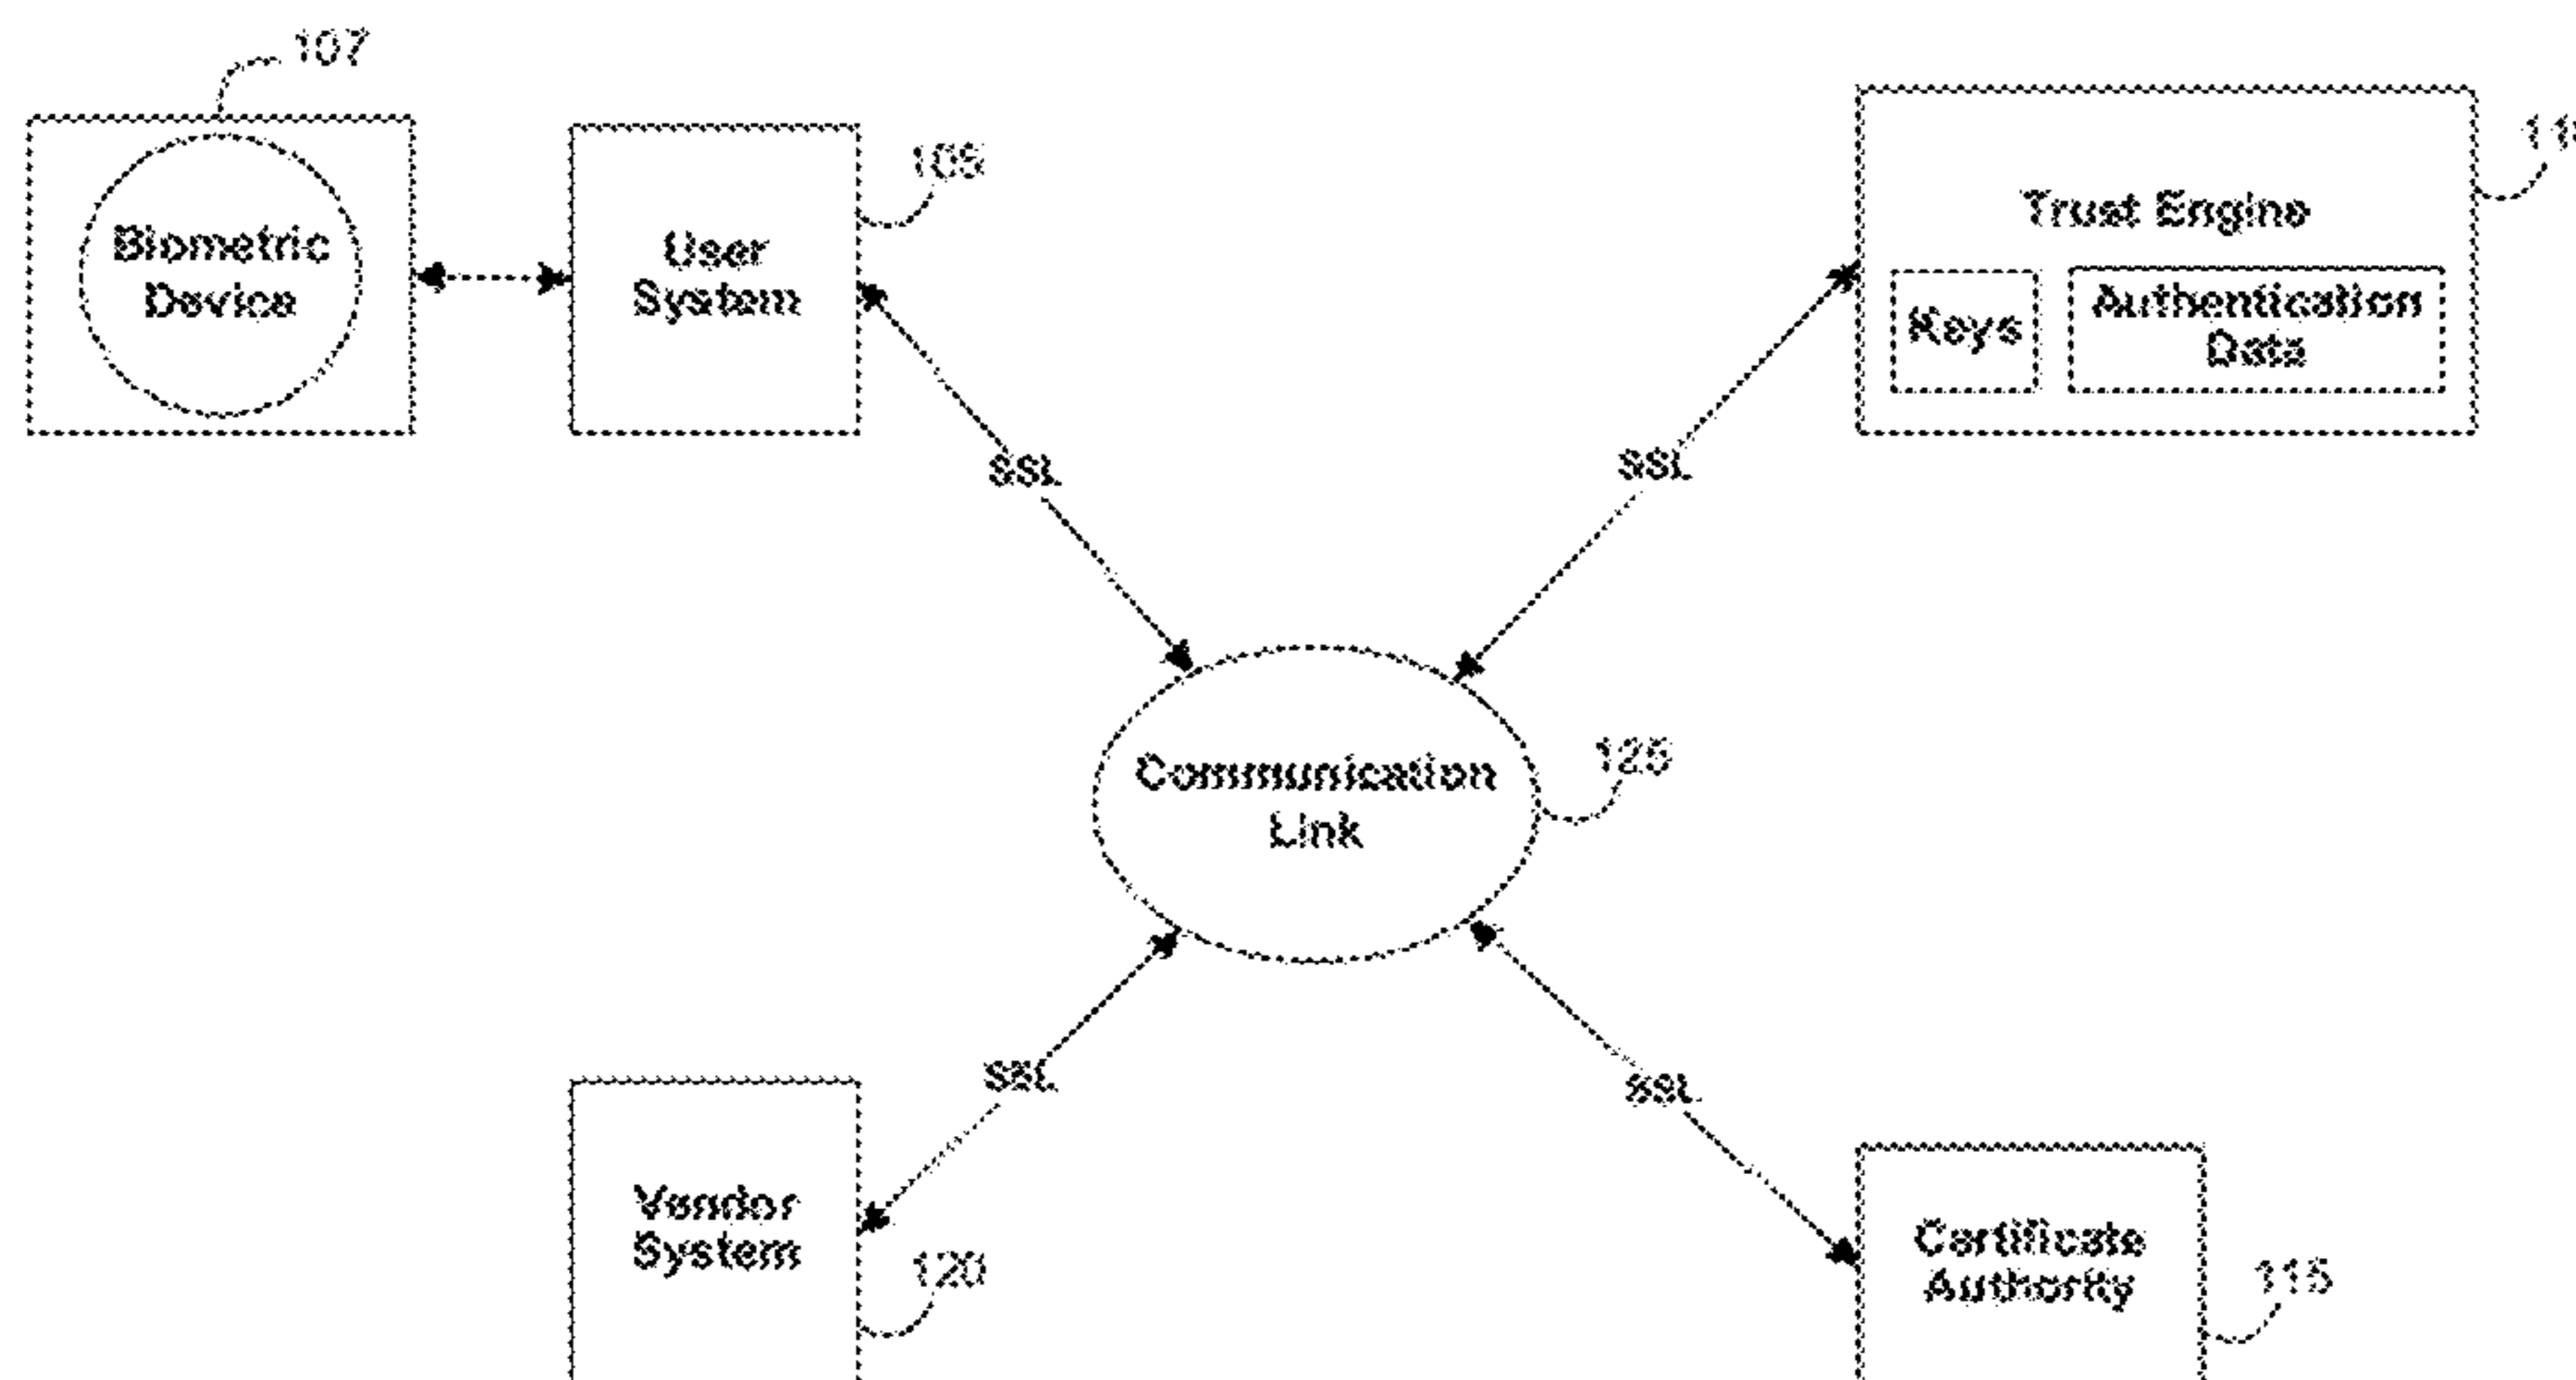 107
105
Biometric
Device
User
System
Trust Engine
Keys
Authentication
Data
SSL
SSL
Communication
Link
125
SSL
SSL
Vendor
System
120
Certificate
Authority
115